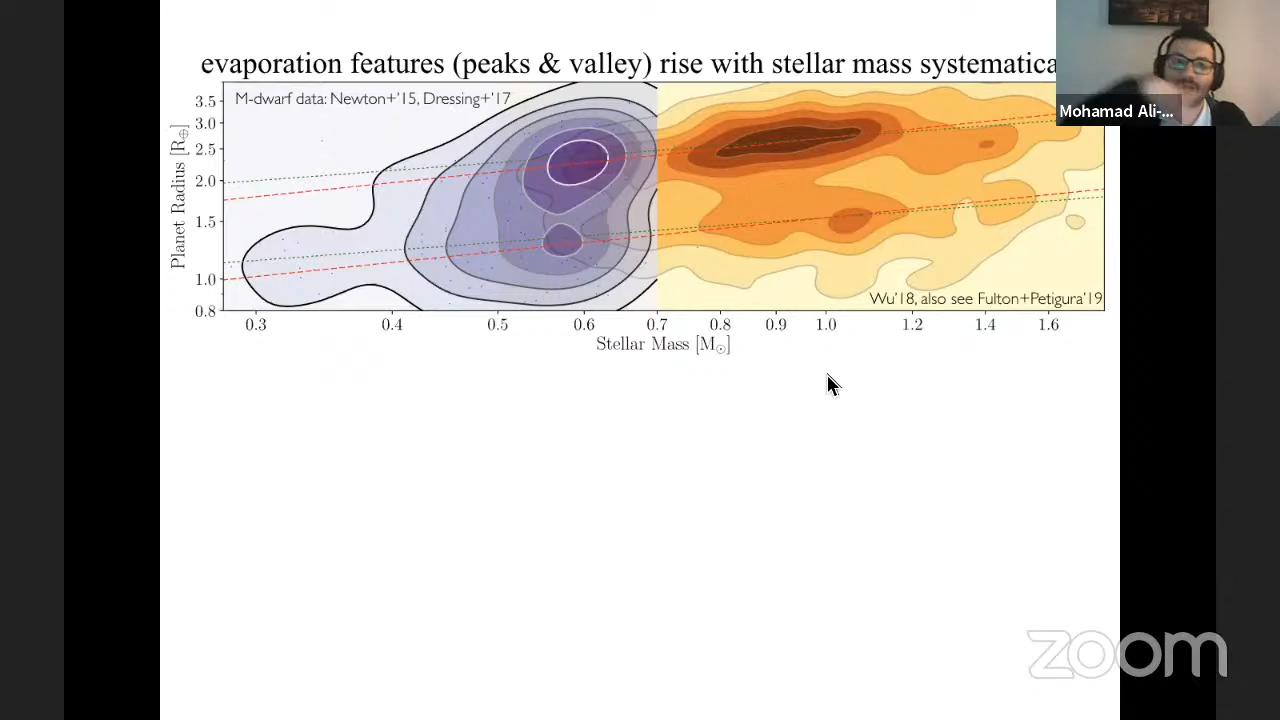 evaporation features (peaks & valley) rise with stellar mass systematica
Mohamad Ali-...
M-dwarf data: Newton+'15, Dressing+'17
Planet Radius [R⊕]
3.5
3.0
2.5
2.0
1.5
1.0
0.8
Wu'18, also see Fulton+Petigura'19
0.3 0.4 0.5 0.6 0.7 0.8 0.9 1.0 1.2 1.4 1.6
Stellar Mass [M⊙]
zoom